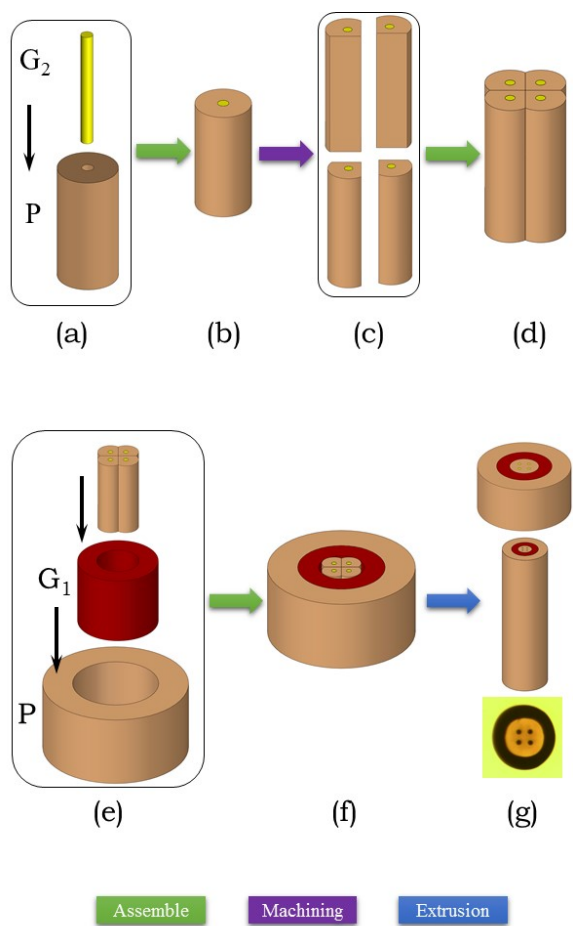 G₂
P
(a)
(b)
(c)
(d)
G₁
P
(e)
(f)
(g)
Assemble
Machining
Extrusion